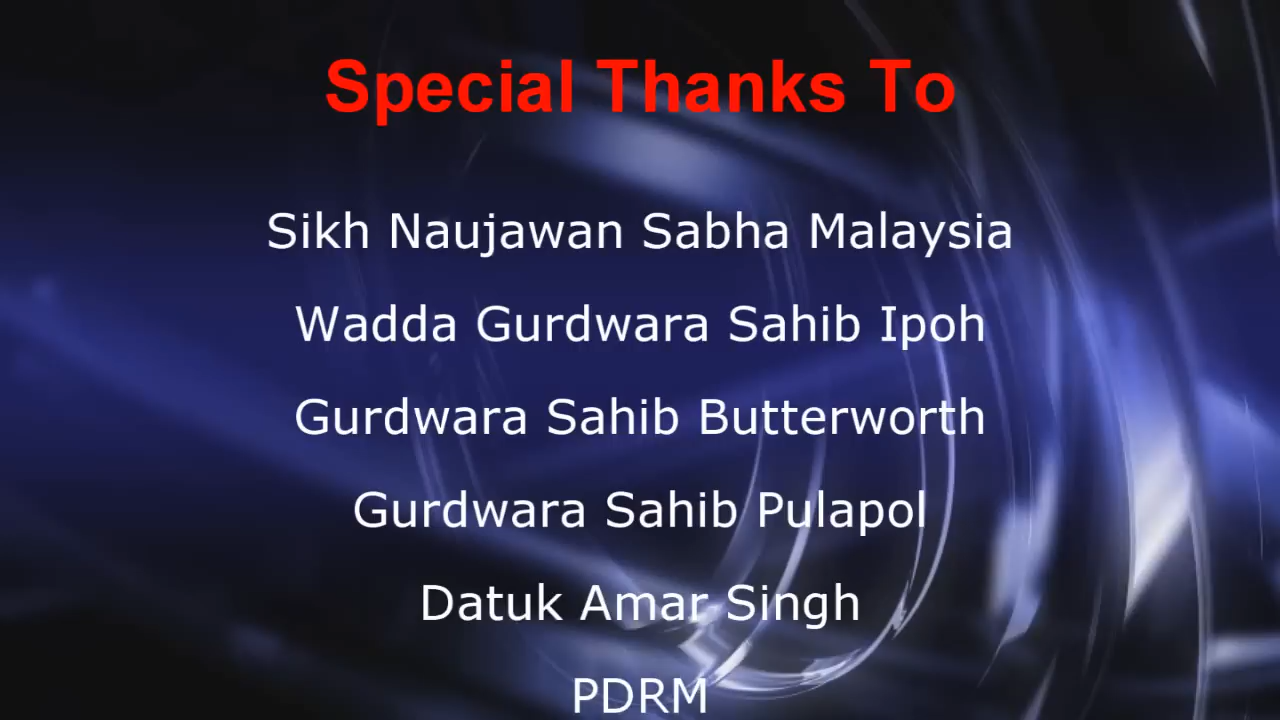 Special Thanks To
Sikh Naujawan Sabha Malaysia
Wadda Gurdwara Sahib Ipoh
Gurdwara Sahib Butterworth
Gurdwara Sahib Pulapol
Datuk Amar Singh
PDRM